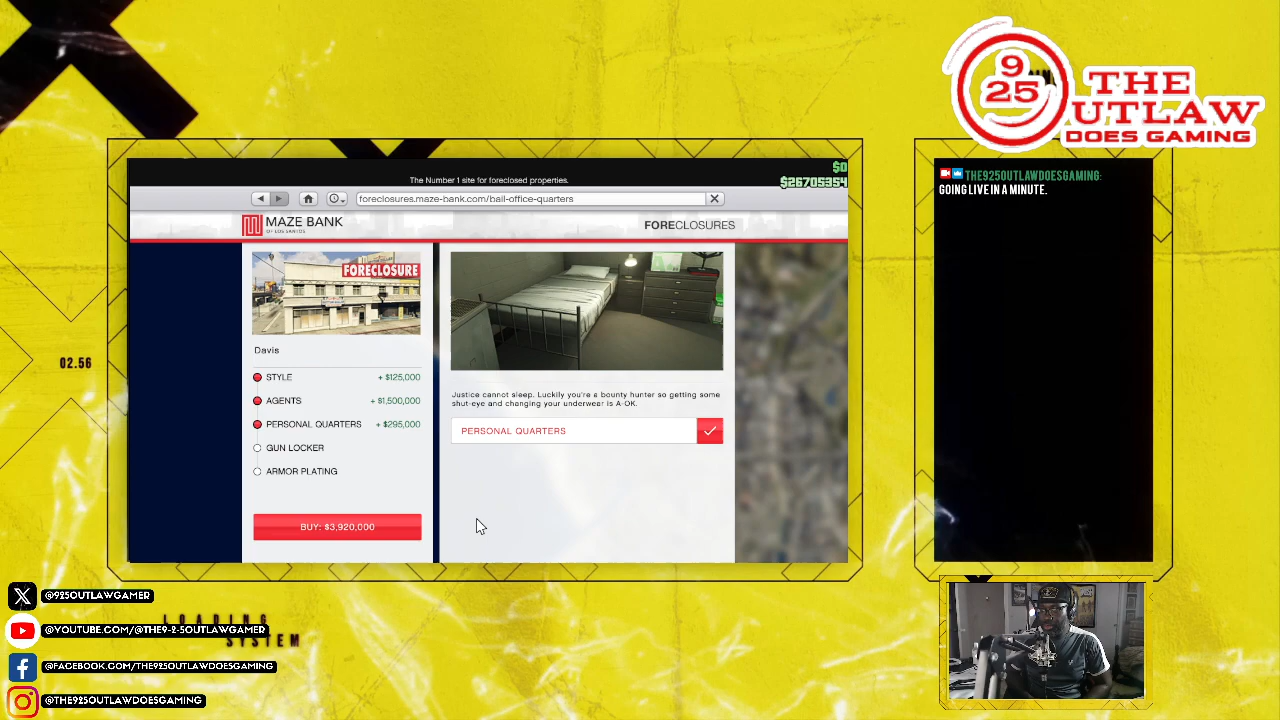 9
25
THE
OUTLAW
DOES GAMING
$0
$26705354
The Number 1 site for foreclosed properties.
foreclosures.maze-bank.com/bail-office-quarters
MAZE BANK
OF LOS SANTOS
FORECLOSURES
FORECLOSURE
Davis
STYLE + $125,000
AGENTS + $1,500,000
PERSONAL QUARTERS + $295,000
GUN LOCKER
ARMOR PLATING
BUY: $3,920,000
Justice cannot sleep. Luckily you're a bounty hunter so getting some
shut-eye and changing your underwear is A-OK.
PERSONAL QUARTERS
THE925OUTLAWDOESGAMING:
GOING LIVE IN A MINUTE.
02.56
@925OUTLAWGAMER
LOADING
SYSTEM
@YOUTUBE.COM/@THE9-2-5OUTLAWGAMER
@FACEBOOK.COM/THE925OUTLAWDOESGAMING
@THE925OUTLAWDOESGAMING